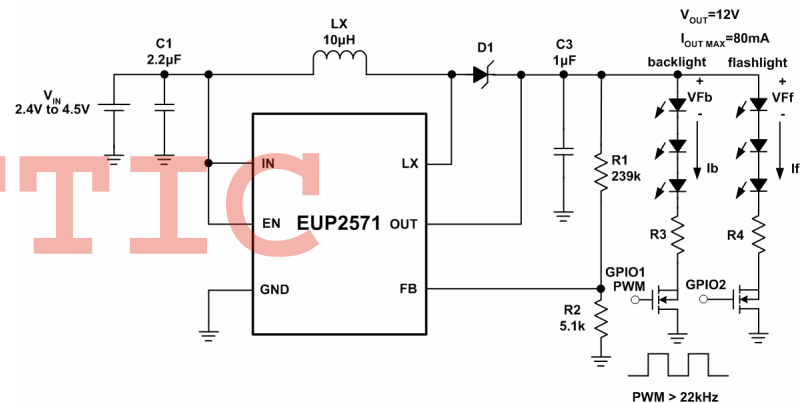 VOUT=12V
IOUT MAX=80mA
LX
10µH
C1
2.2µF
D1
C3
1µF
backlight
flashlight
VIN
2.4V to 4.5V
+
VFb
-
+
VFf
-
IN
LX
R1
239k
Ib
If
EN
EUP2571
OUT
R3
R4
GND
FB
GPIO1
PWM
GPIO2
R2
5.1k
PWM > 22kHz
TIC